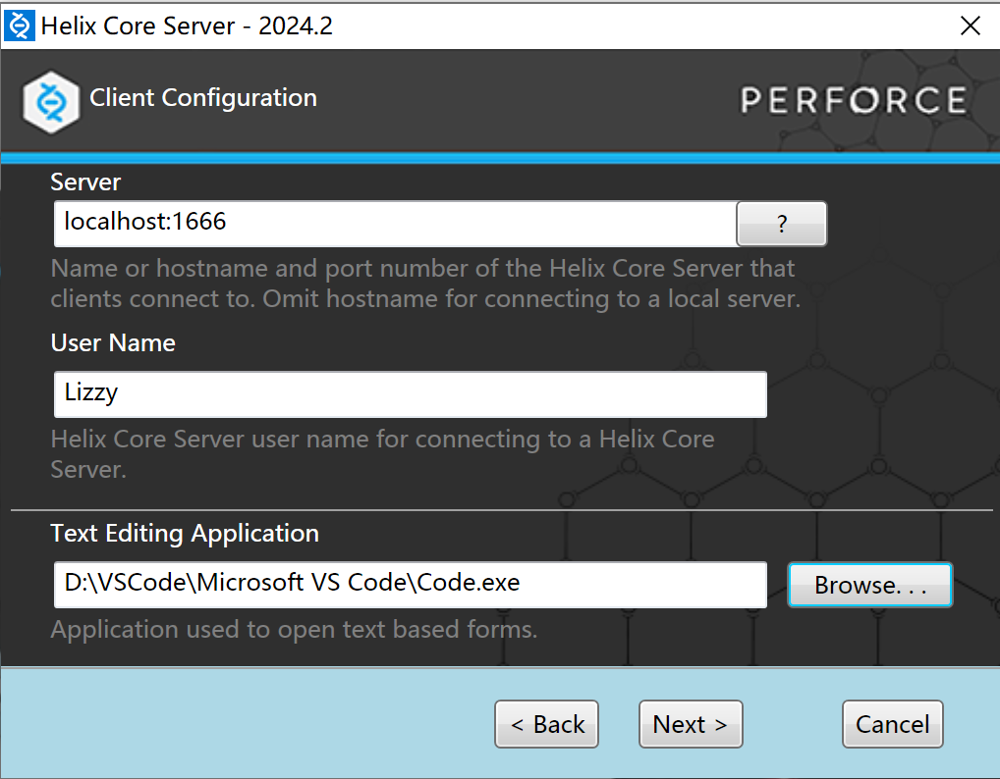 Helix Core Server - 2024.2
Client Configuration
PERFORCE
Server
localhost:1666
?
Name or hostname and port number of the Helix Core Server that
clients connect to. Omit hostname for connecting to a local server.
User Name
Lizzy
Helix Core Server user name for connecting to a Helix Core
Server.
Text Editing Application
D:\VSCode\Microsoft VS Code\Code.exe
Browse. . .
Application used to open text based forms.
< Back
Next >
Cancel